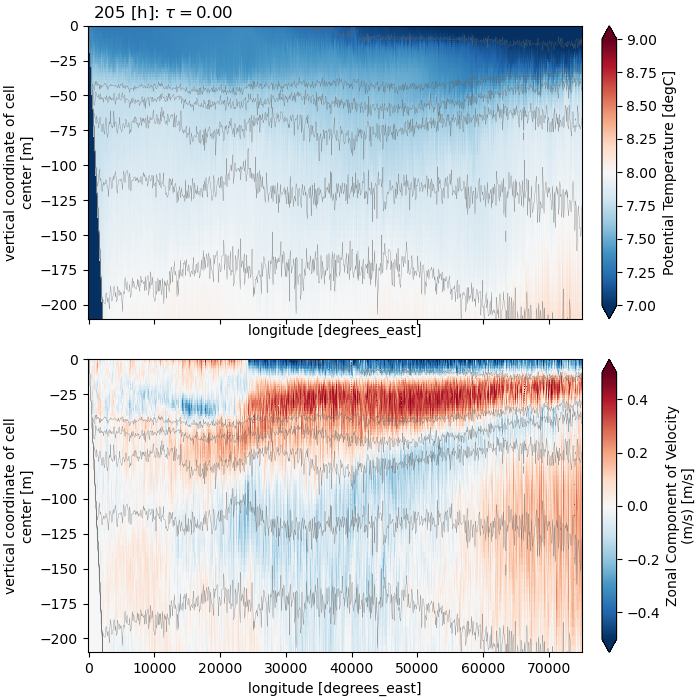 205 [h]: τ = 0.00
0
−25
−50
−75
−100
−125
−150
−175
−200
vertical coordinate of cell
center [m]
longitude [degrees_east]
9.00
8.75
8.50
8.25
8.00
7.75
7.50
7.25
7.00
Potential Temperature [degC]
0
−25
−50
−75
−100
−125
−150
−175
−200
vertical coordinate of cell
center [m]
0 10000 20000 30000 40000 50000 60000 70000
longitude [degrees_east]
0.4
0.2
0.0
−0.2
−0.4
Zonal Component of Velocity
(m/s) [m/s]